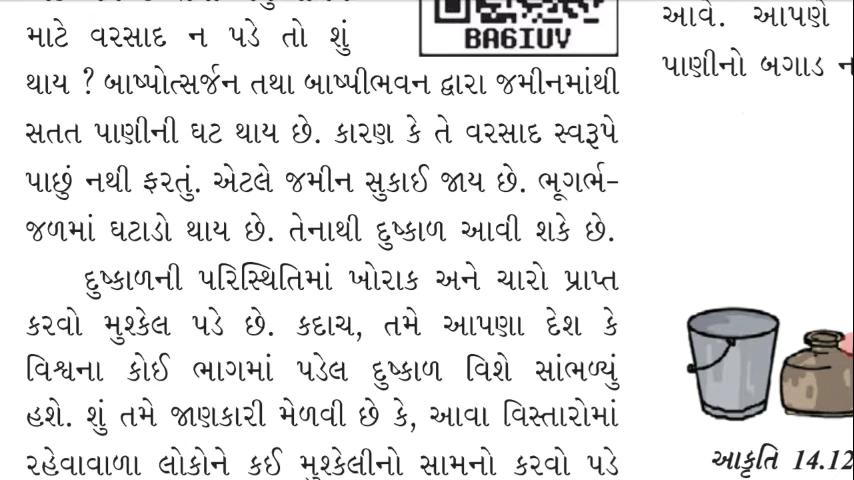 માટે વરસાદ ન પડે તો શું
BA6IUV
થાય ? બાષ્પોત્સર્જન તથા બાષ્પીભવન દ્વારા જમીનમાંથી
સતત પાણીની ઘટ થાય છે. કારણ કે તે વરસાદ સ્વરૂપે
પાછું નથી ફરતું. એટલે જમીન સુકાઈ જાય છે. ભૂગર્ભ-
જળમાં ઘટાડો થાય છે. તેનાથી દુષ્કાળ આવી શકે છે.
દુષ્કાળની પરિસ્થિતિમાં ખોરાક અને ચારો પ્રાપ્ત
કરવો મુશ્કેલ પડે છે. કદાચ, તમે આપણા દેશ કે
વિશ્વના કોઈ ભાગમાં પડેલ દુષ્કાળ વિશે સાંભળ્યું
હશે. શું તમે જાણકારી મેળવી છે કે, આવા વિસ્તારોમાં
રહેવાવાળા લોકોને કઈ મુશ્કેલીનો સામનો કરવો પડે
આવે. આપણે
પાણીનો બગાડ ન
આકૃતિ 14.12